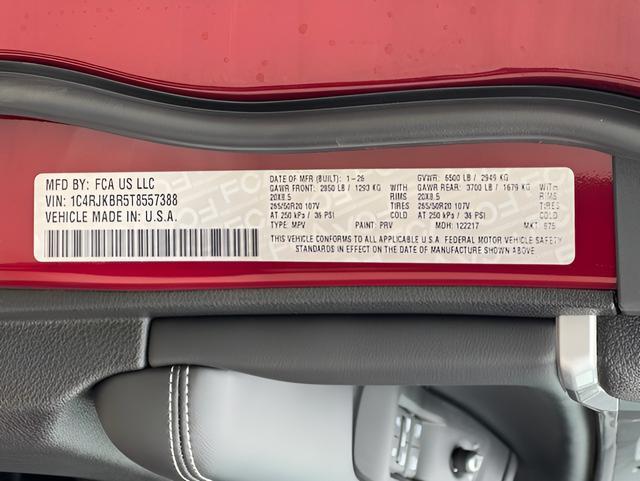 MFD BY: FCA US LLC
VIN: 1C4RJKBR5T8557388
VEHICLE MADE IN U.S.A.
DATE OF MFR (BUILT): 1-26 GVWR: 6500 LB / 2949 KG
GAWR FRONT: 2850 LB / 1293 KG WITH GAWR REAR: 3700 LB / 1679 KG WITH
20X8.5 RIMS 20X8.5 RIMS
265/50R20 107V TIRES 265/50R20 107V TIRES
AT 250 kPa / 36 PSI COLD AT 250 kPa / 36 PSI COLD
TYPE: MPV PAINT: PRV MDH: 122217 MKT:
CONFORMS TO ALL APPLICABLE U.S.A. FEDERAL MOTOR VEHICLE SAFETY
STANDARDS IN EFFECT ON THE DATE OF MANUFACTURE SHOWN ABOVE.